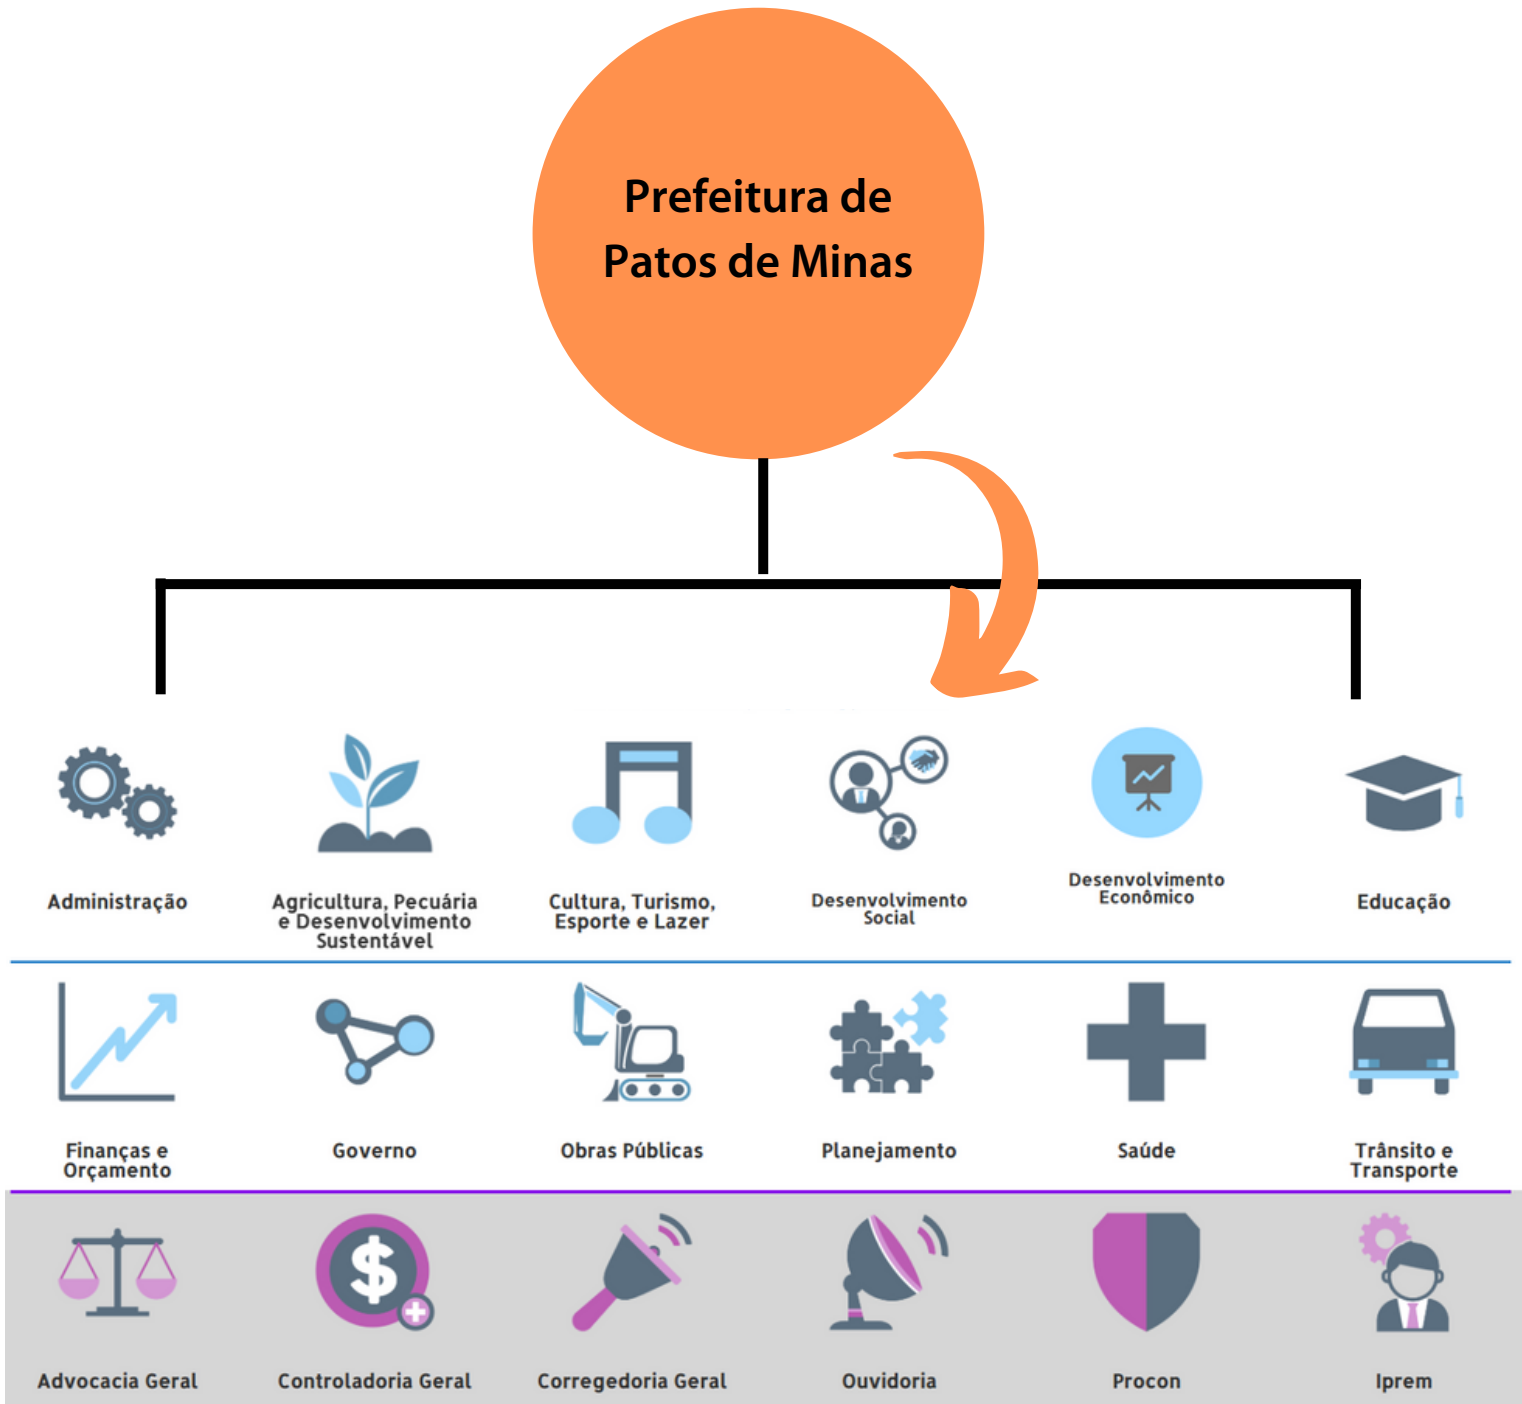 Prefeitura de
Patos de Minas
Administração
Agricultura, Pecuária
e Desenvolvimento
Sustentável
Cultura, Turismo,
Esporte e Lazer
Desenvolvimento
Social
Desenvolvimento
Econômico
Educação
Finanças e
Orçamento
Governo
Obras Públicas
Planejamento
Saúde
Trânsito e
Transporte
Advocacia Geral
Controladoria Geral
Corregedoria Geral
Ouvidoria
Procon
Iprem